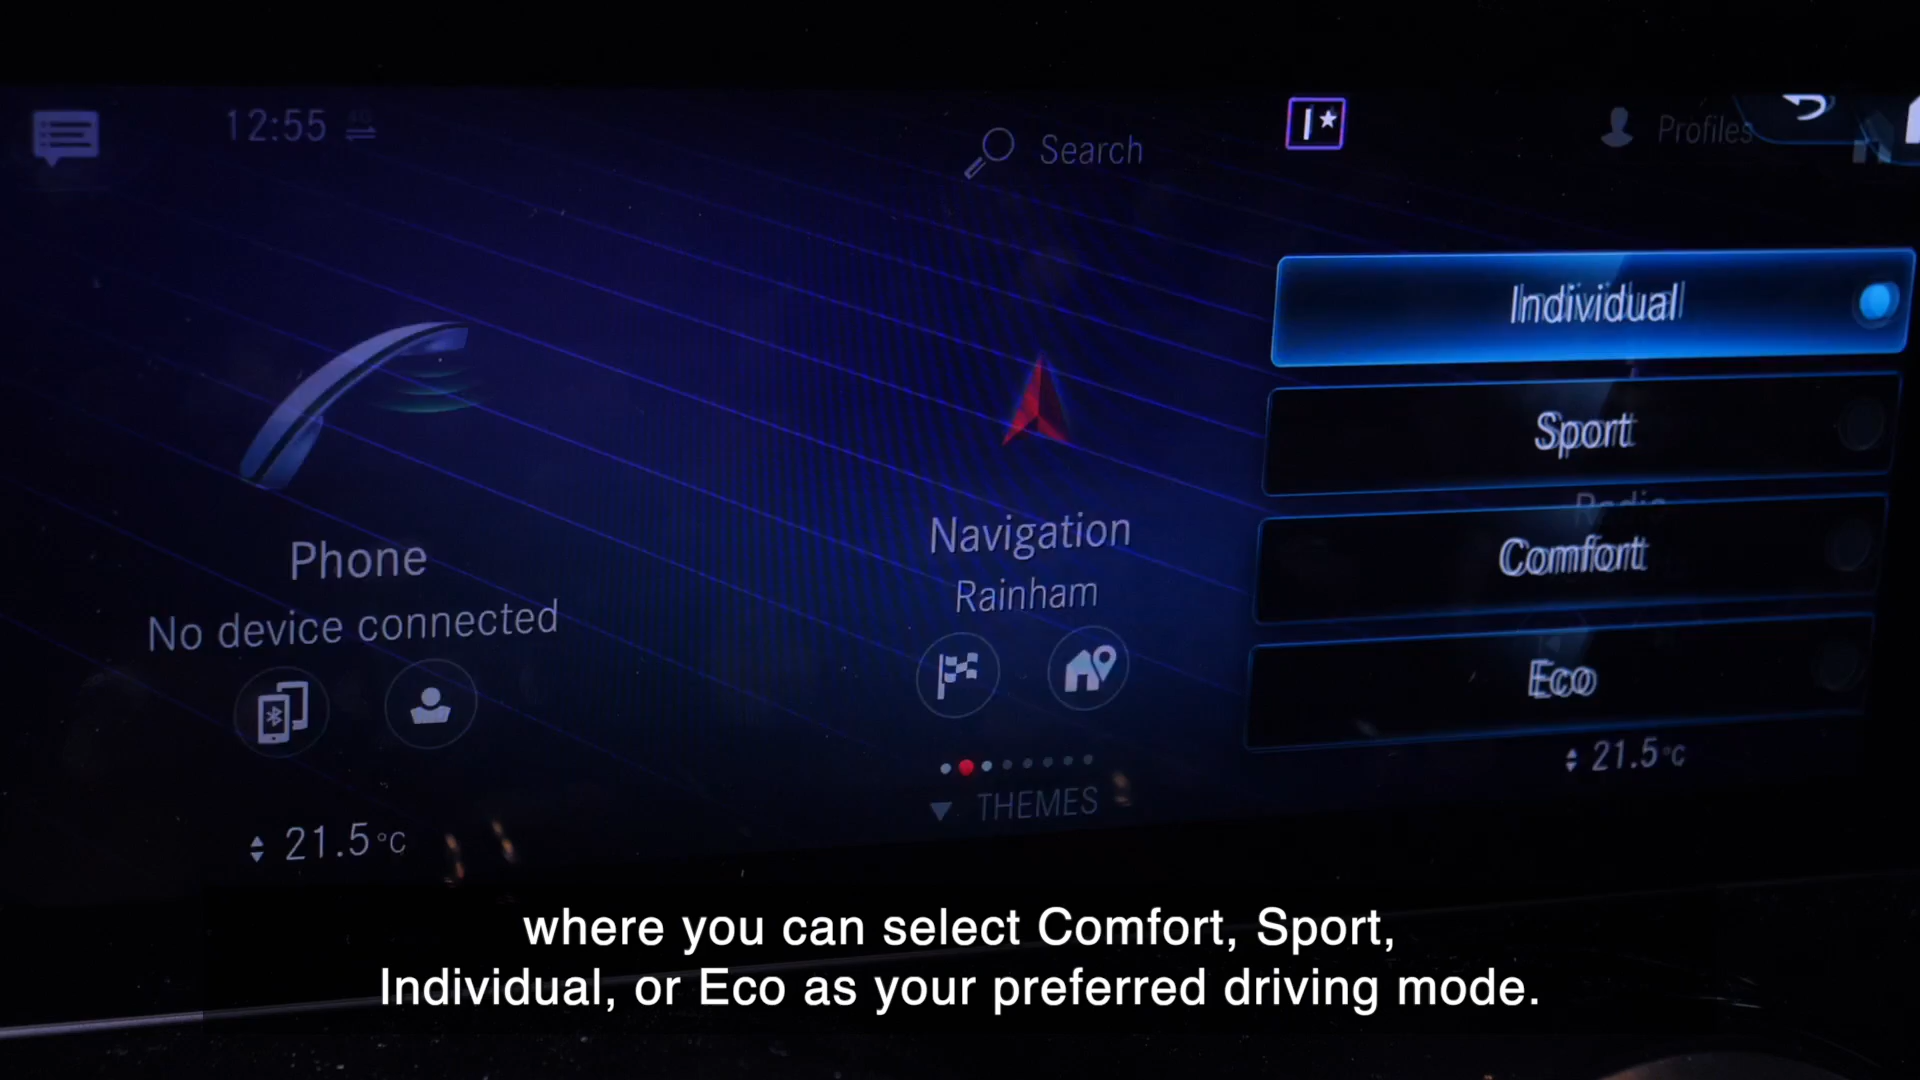 12:55
Search
Profiles
Individual
Sport
Radio
Comfort
Eco
Navigation
Rainham
Phone
No device connected
21.5°C
THEMES
21.5°C
where you can select Comfort, Sport,
Individual, or Eco as your preferred driving mode.